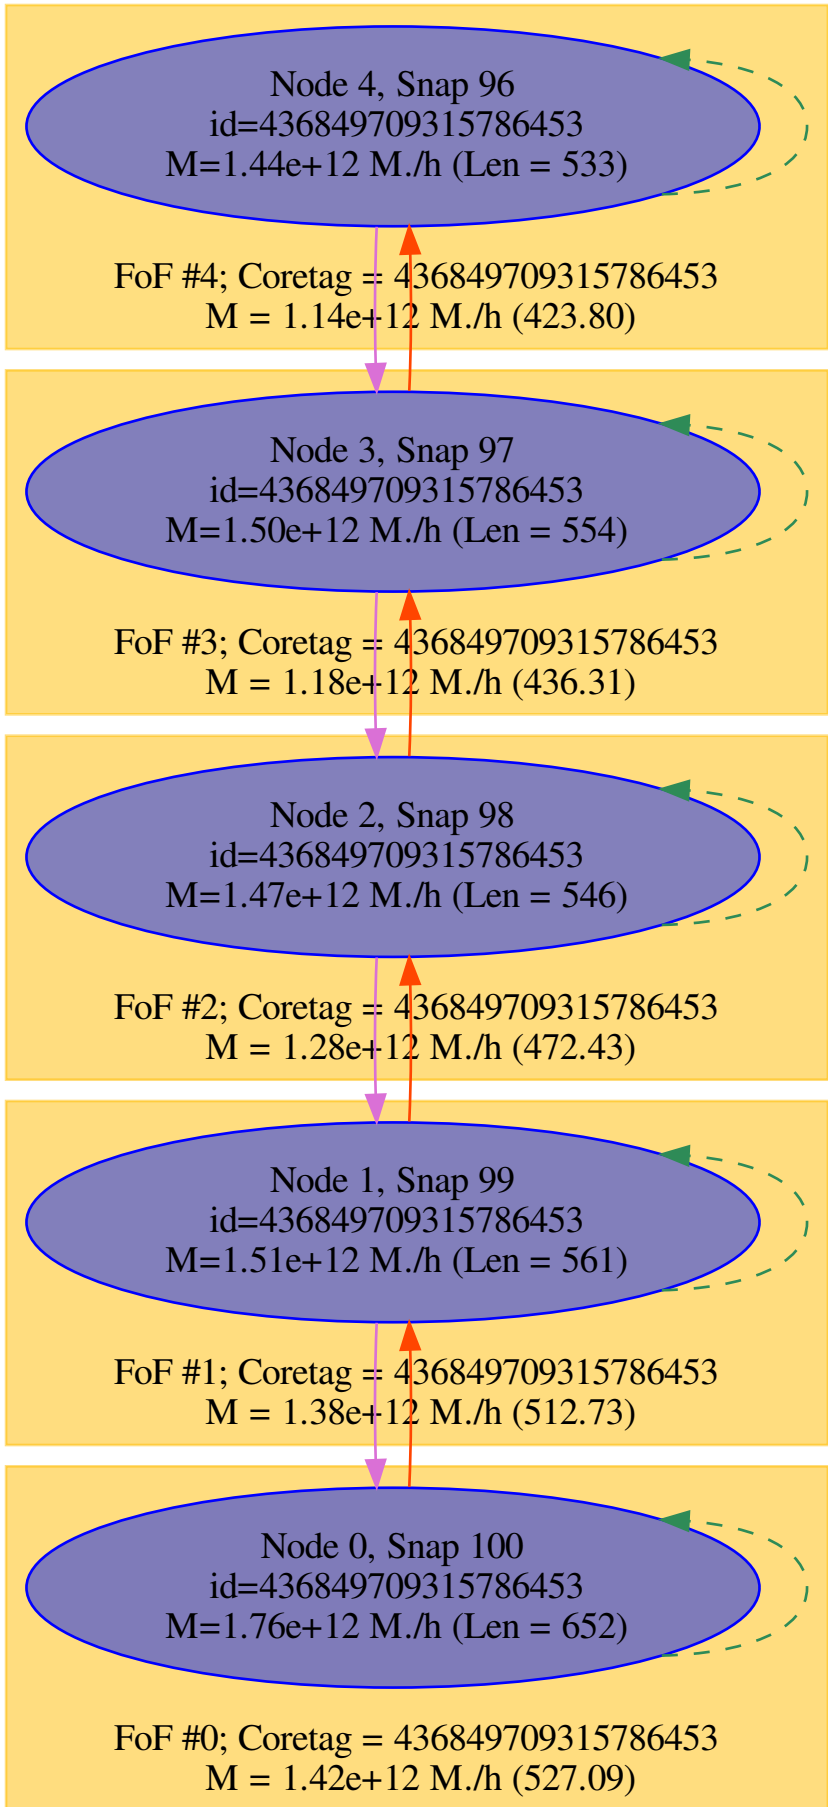 Node 4, Snap 96
id=436849709315786453
M=1.44e+12 M./h (Len = 533)
FoF #4; Coretag = 436849709315786453
M = 1.14e+12 M./h (423.80)
Node 3, Snap 97
id=436849709315786453
M=1.50e+12 M./h (Len = 554)
FoF #3; Coretag = 436849709315786453
M = 1.18e+12 M./h (436.31)
Node 2, Snap 98
id=436849709315786453
M=1.47e+12 M./h (Len = 546)
FoF #2; Coretag = 436849709315786453
M = 1.28e+12 M./h (472.43)
Node 1, Snap 99
id=436849709315786453
M=1.51e+12 M./h (Len = 561)
FoF #1; Coretag = 436849709315786453
M = 1.38e+12 M./h (512.73)
Node 0, Snap 100
id=436849709315786453
M=1.76e+12 M./h (Len = 652)
FoF #0; Coretag = 436849709315786453
M = 1.42e+12 M./h (527.09)